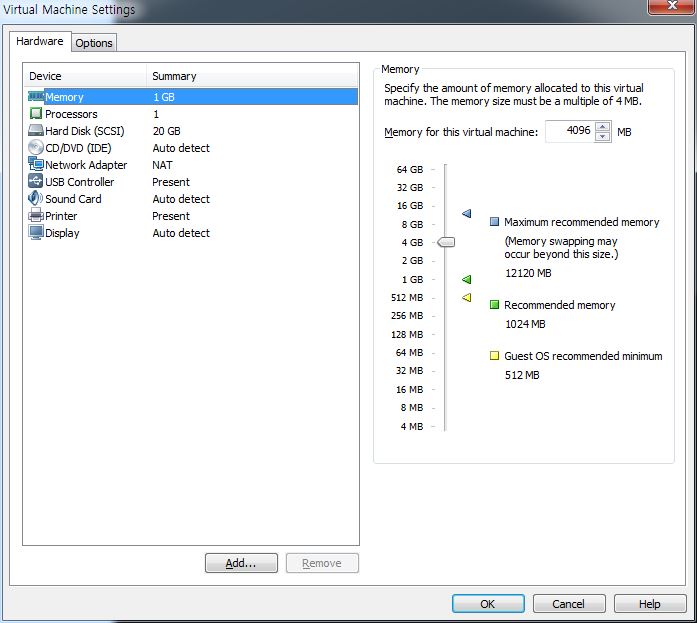 Virtual Machine Settings
Hardware Options
Device Summary
Memory 1 GB
Processors 1
Hard Disk (SCSI) 20 GB
CD/DVD (IDE) Auto detect
Network Adapter NAT
USB Controller Present
Sound Card Auto detect
Printer Present
Display Auto detect
Add... Remove
Memory
Specify the amount of memory allocated to this virtual
machine. The memory size must be a multiple of 4 MB.
Memory for this virtual machine: 4096 MB
64 GB
32 GB
16 GB
8 GB
4 GB
2 GB
1 GB
512 MB
256 MB
128 MB
64 MB
32 MB
16 MB
8 MB
4 MB
Maximum recommended memory
(Memory swapping may
occur beyond this size.)
12120 MB
Recommended memory
1024 MB
Guest OS recommended minimum
512 MB
OK Cancel Help